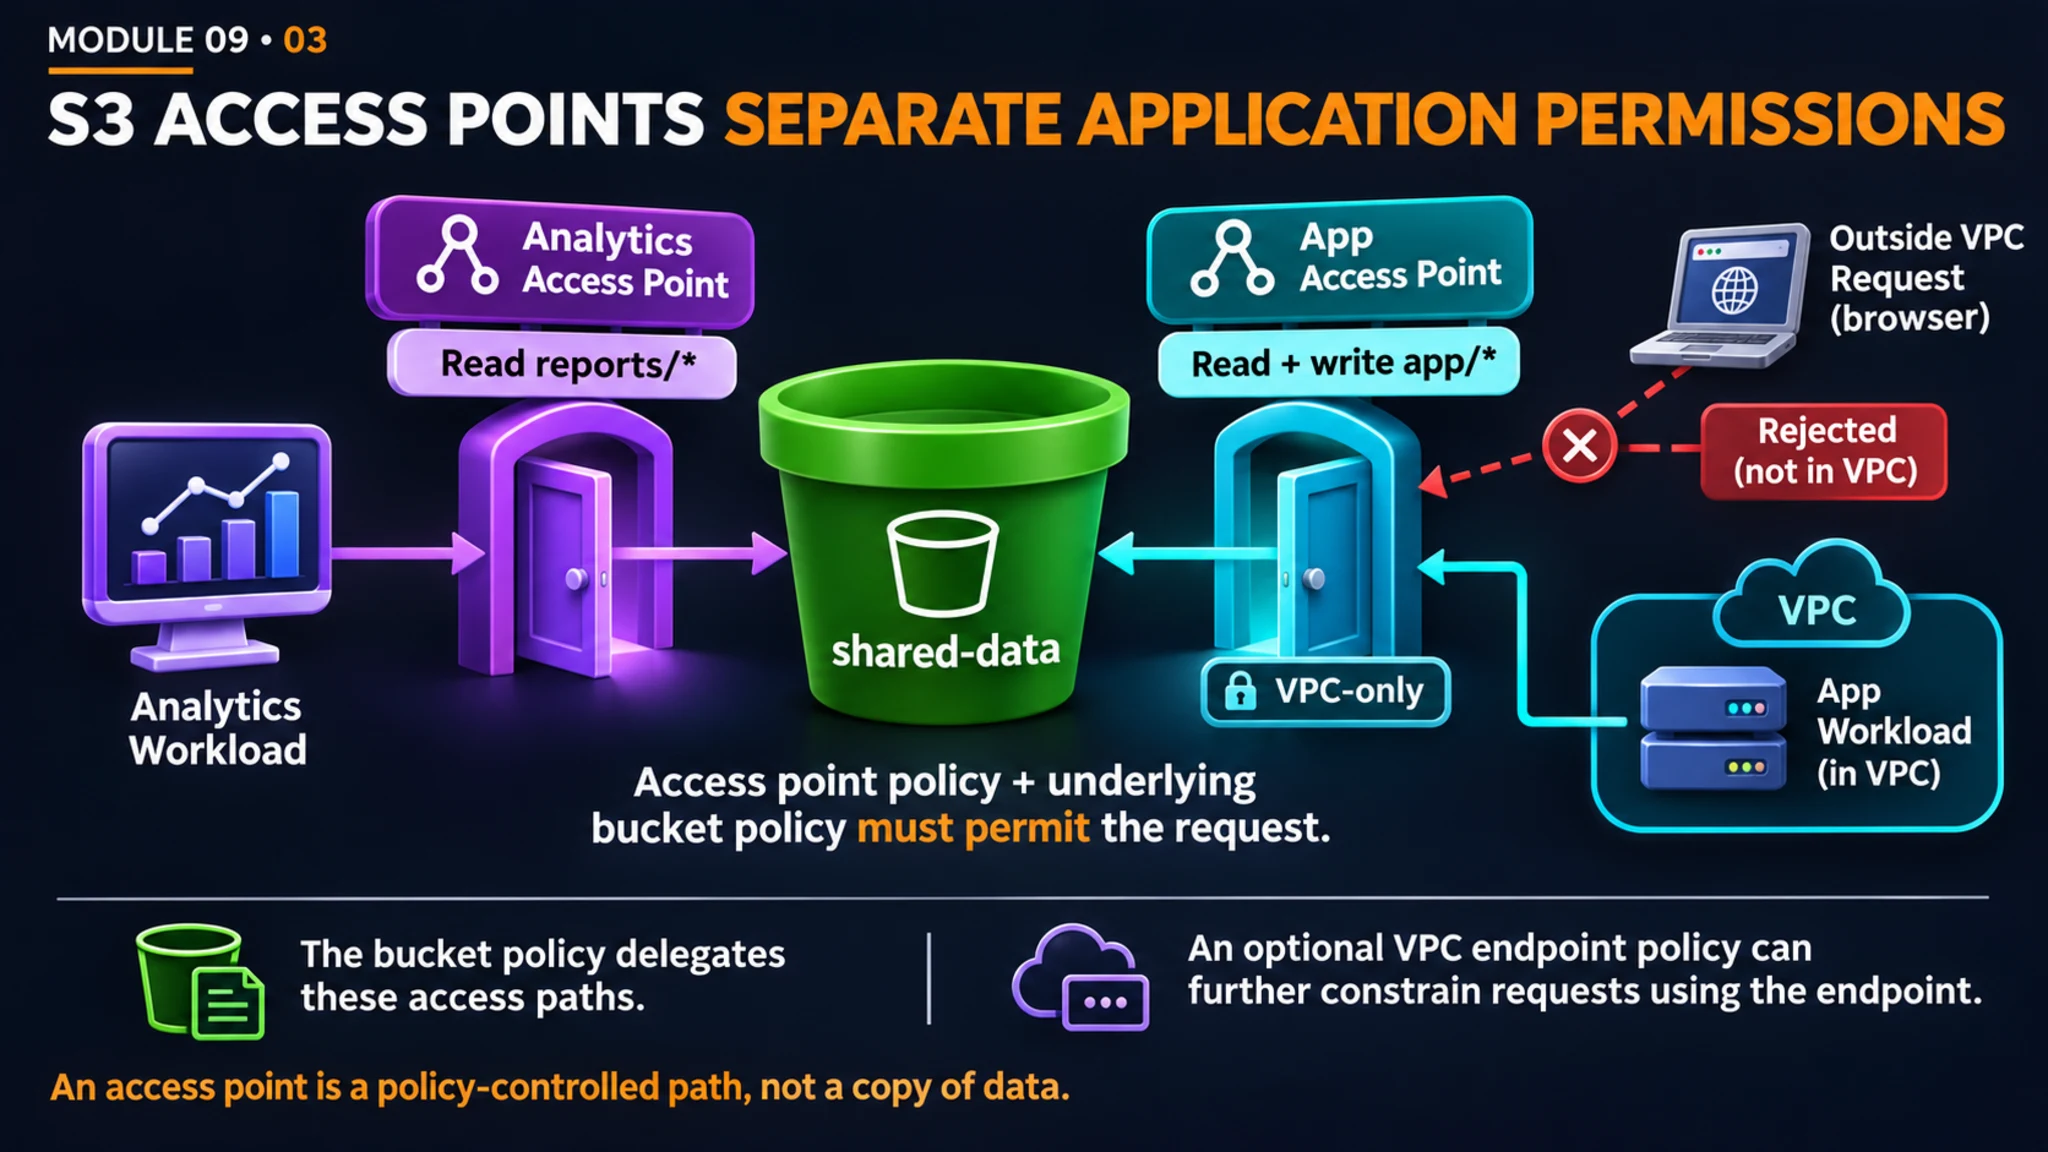 MODULE 09 • 03
S3 ACCESS POINTS SEPARATE APPLICATION PERMISSIONS
Analytics
Access Point
Read reports/*
Analytics
Workload
shared-data
App
Access Point
Read + write app/*
VPC-only
Outside VPC
Request
(browser)
Rejected
(not in VPC)
VPC
App
Workload
(in VPC)
Access point policy + underlying
bucket policy must permit the request.
The bucket policy delegates
these access paths.
An optional VPC endpoint policy can
further constrain requests using the endpoint.
An access point is a policy-controlled path, not a copy of data.